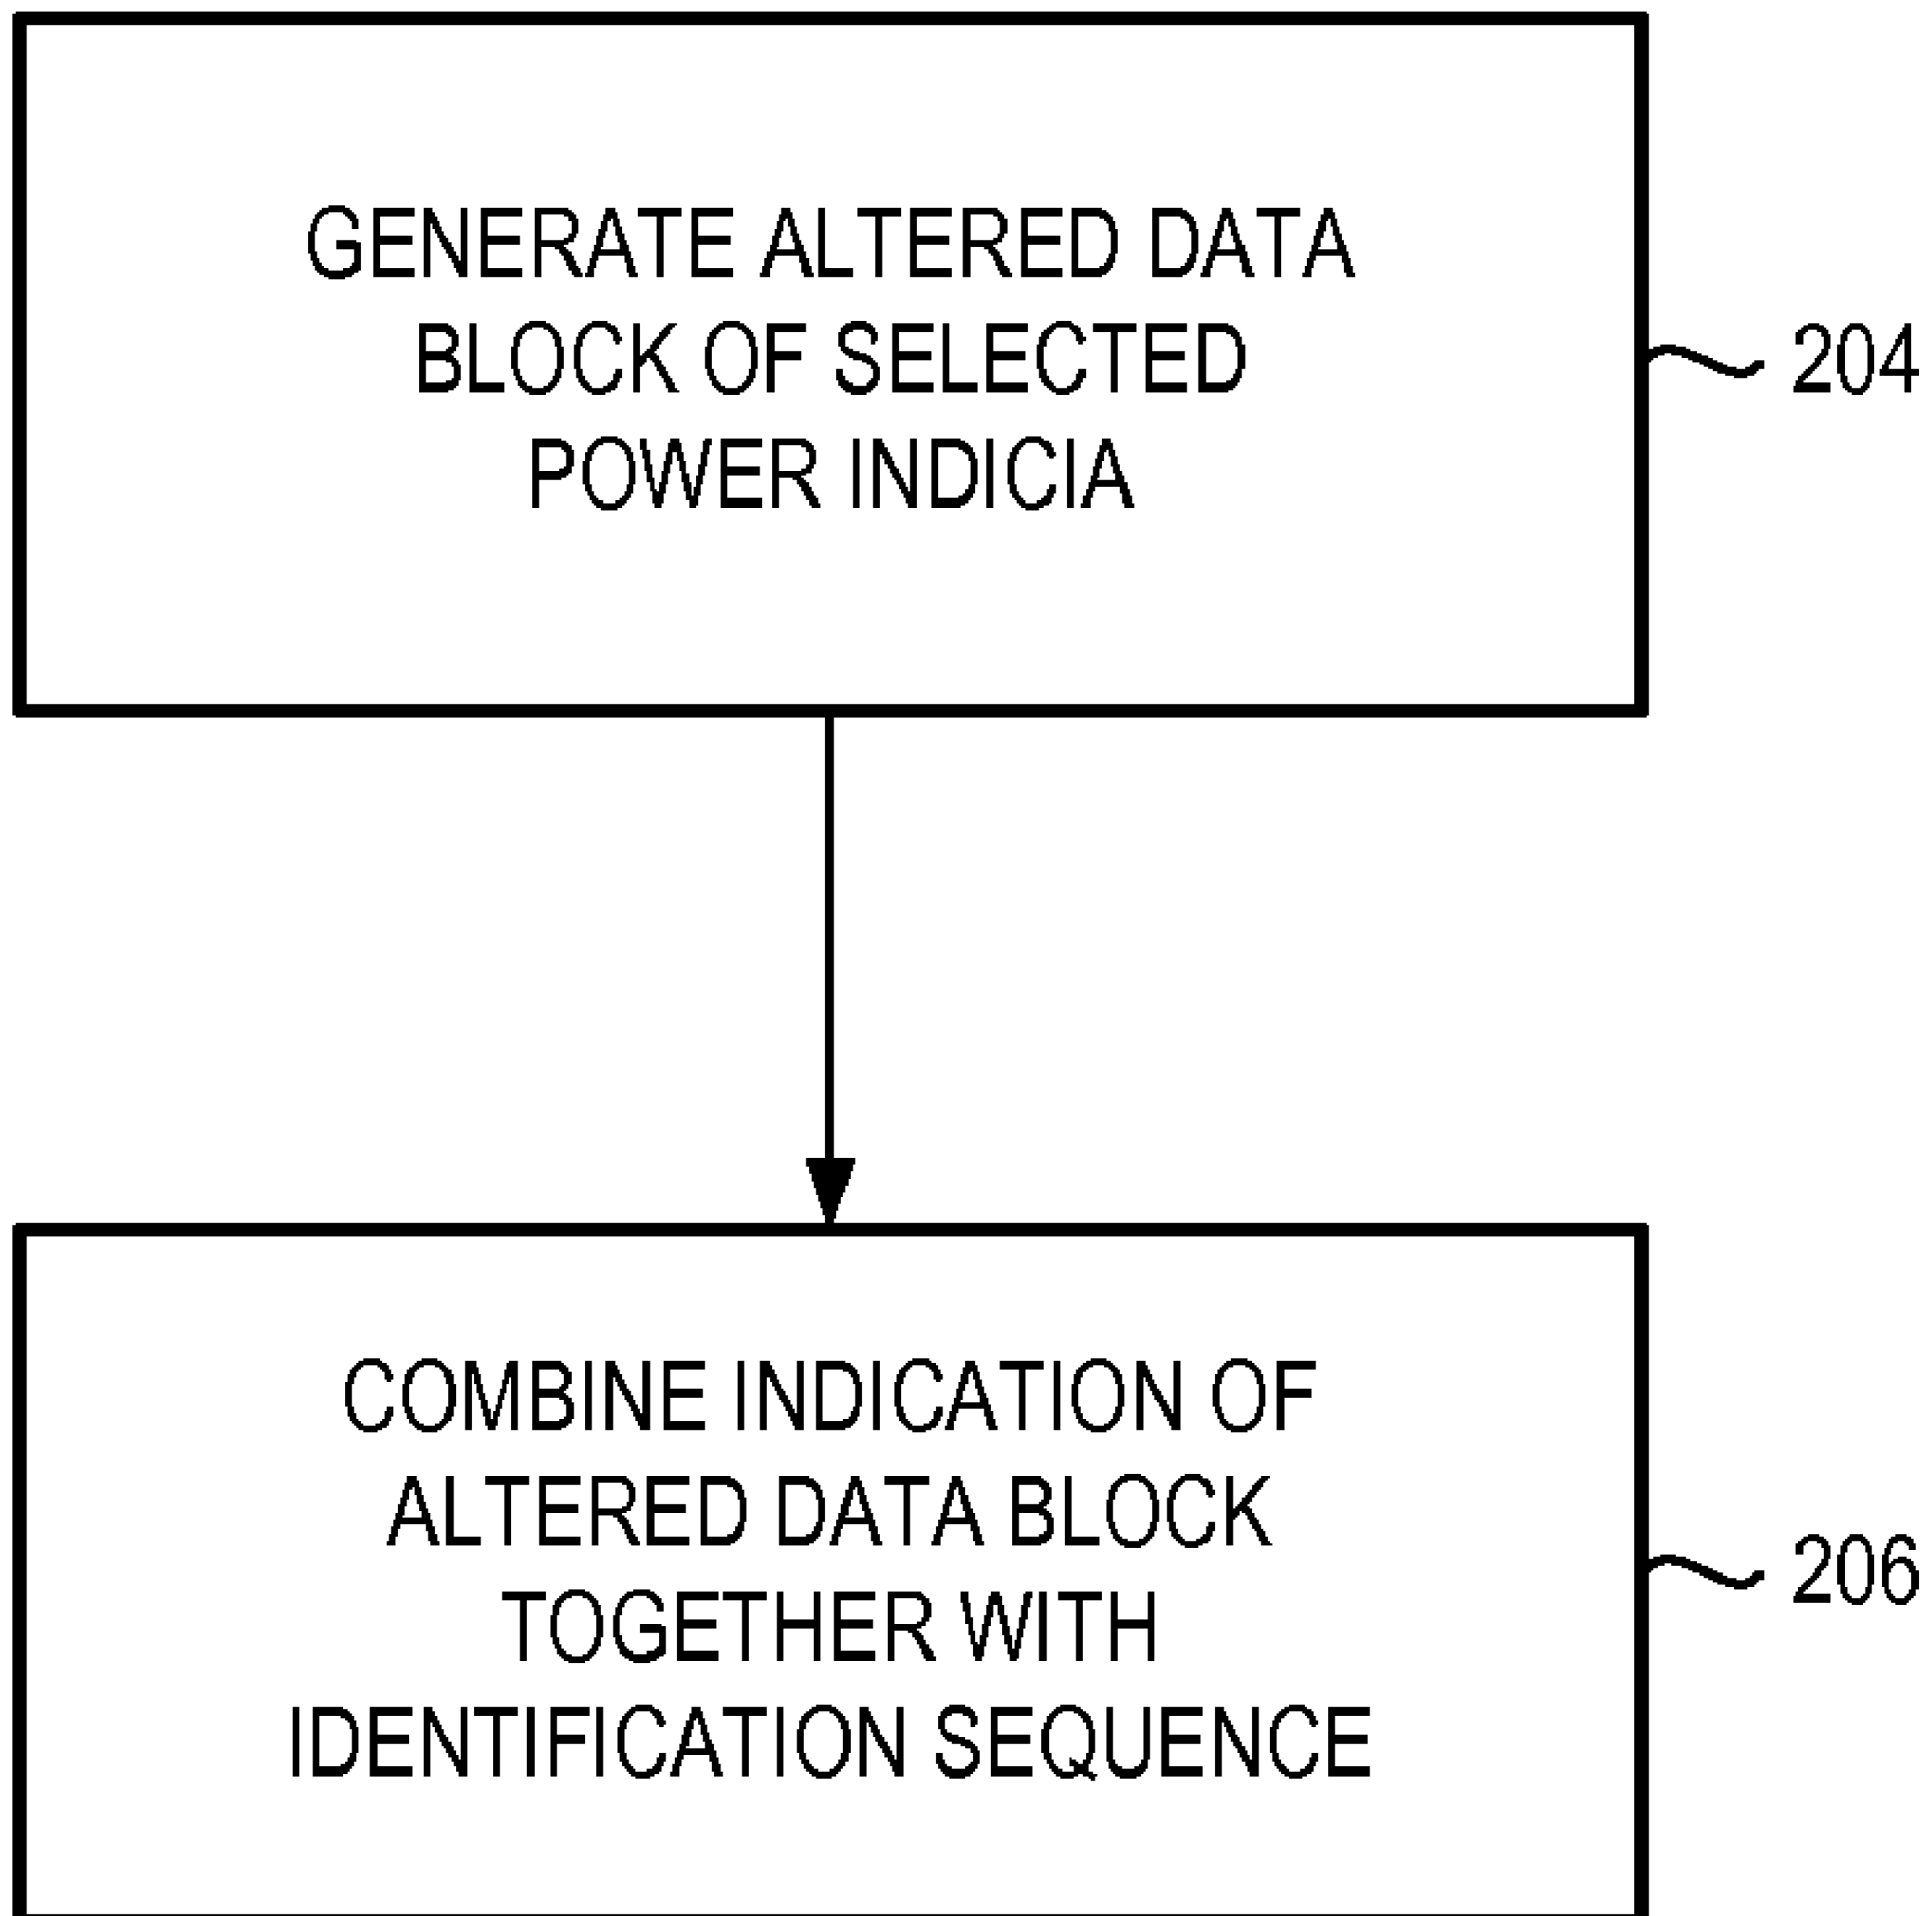 GENERATE ALTERED DATA
BLOCK OF SELECTED
POWER INDICIA
204
COMBINE INDICATION OF
ALTERED DATA BLOCK
TOGETHER WITH
IDENTIFICATION SEQUENCE
206